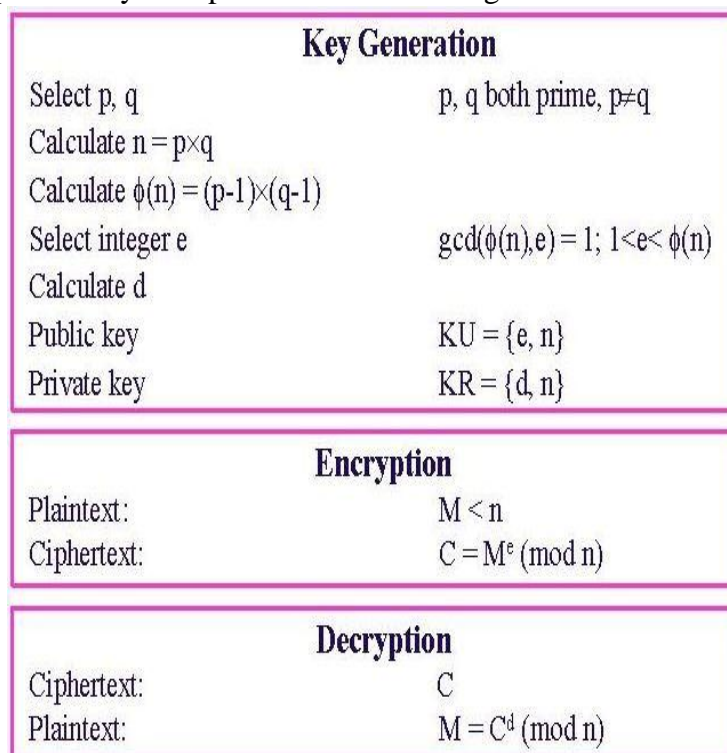 Key Generation
Select p, q p, q both prime, p≠q
Calculate n = p×q
Calculate ϕ(n) = (p-1)×(q-1)
Select integer e gcd(ϕ(n),e) = 1; 1<e< ϕ(n)
Calculate d
Public key KU = {e, n}
Private key KR = {d, n}
Encryption
Plaintext: M < n
Ciphertext: C = Mᵉ (mod n)
Decryption
Ciphertext: C
Plaintext: M = Cᵈ (mod n)